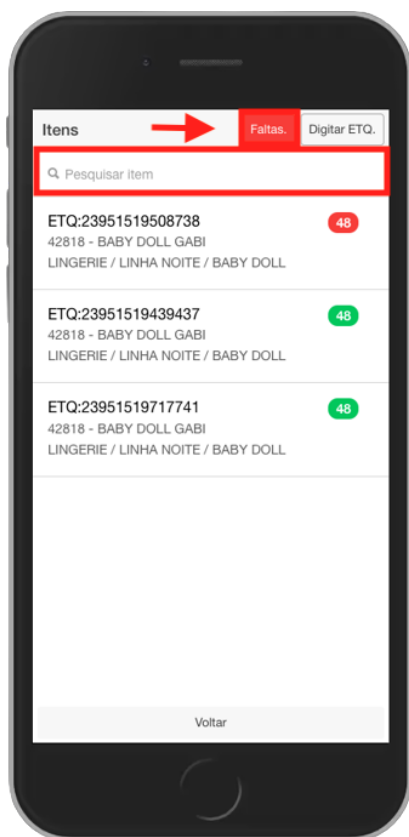 Itens
Faltas.
Digitar ETQ.
Pesquisar item
ETQ:23951519508738
48
42818 - BABY DOLL GABI
LINGERIE / LINHA NOITE / BABY DOLL
ETQ:23951519439437
48
42818 - BABY DOLL GABI
LINGERIE / LINHA NOITE / BABY DOLL
ETQ:23951519717741
48
42818 - BABY DOLL GABI
LINGERIE / LINHA NOITE / BABY DOLL
Voltar